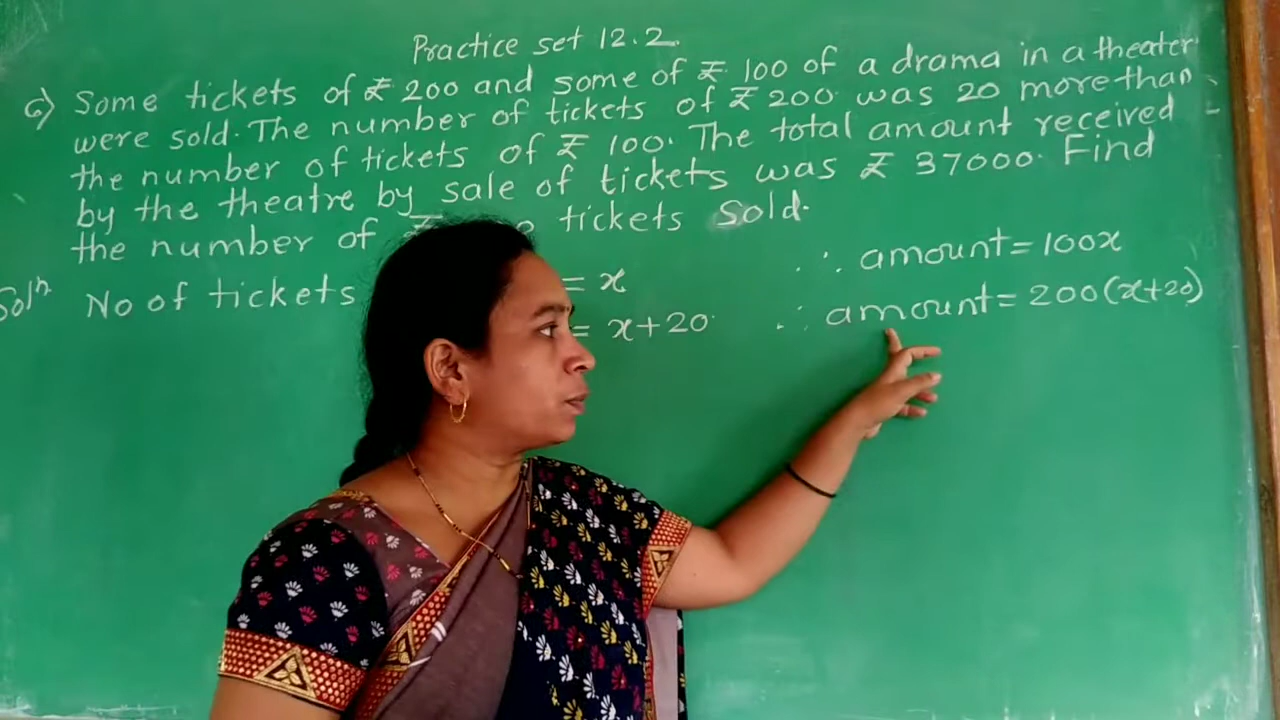 Practice set 12.2.
6) Some tickets of ₹ 200 and some of ₹ 100 of a drama in a theater
were sold. The number of tickets of ₹ 200 was 20 more than
the number of tickets of ₹ 100. The total amount received
by the theatre by sale of tickets was ₹ 37000. Find
the number of tickets sold.
Solⁿ No of tickets = x ∴ amount = 100x
= x+20 ∴ amount = 200(x+20)